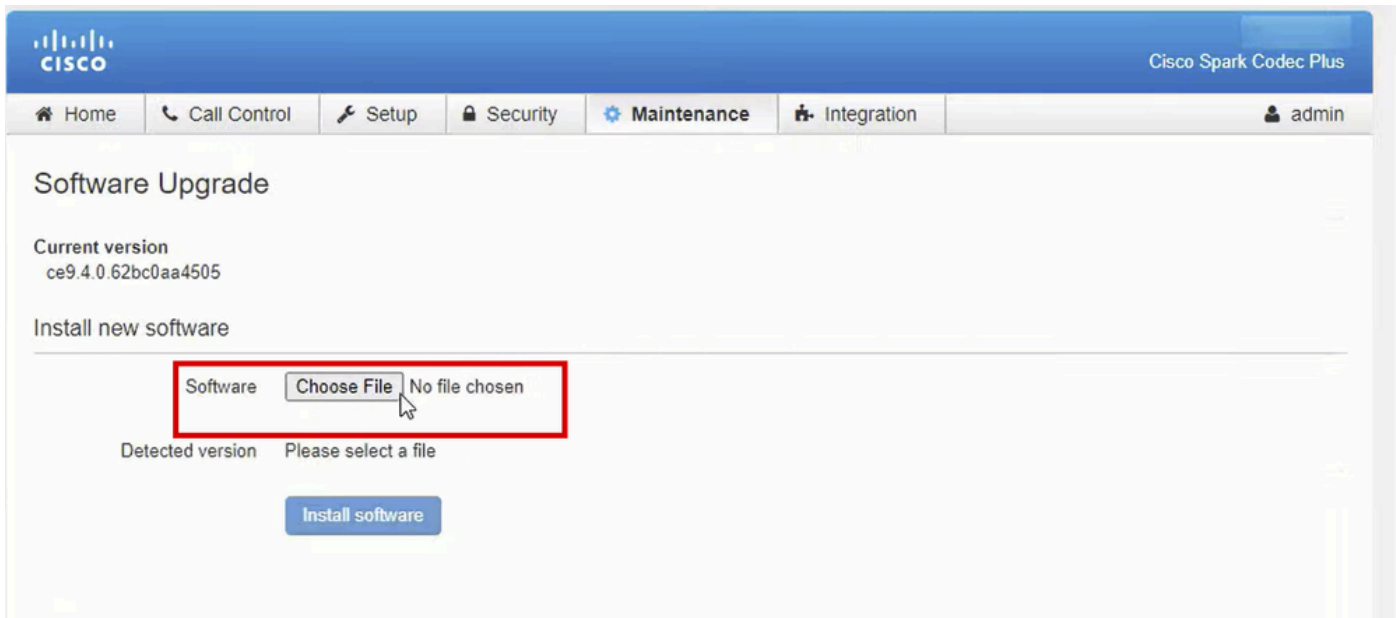 CISCO
Cisco Spark Codec Plus
Home Call Control Setup Security Maintenance Integration admin
Software Upgrade
Current version
ce9.4.0.62bc0aa4505
Install new software
Software Choose File No file chosen
Detected version Please select a file
Install software